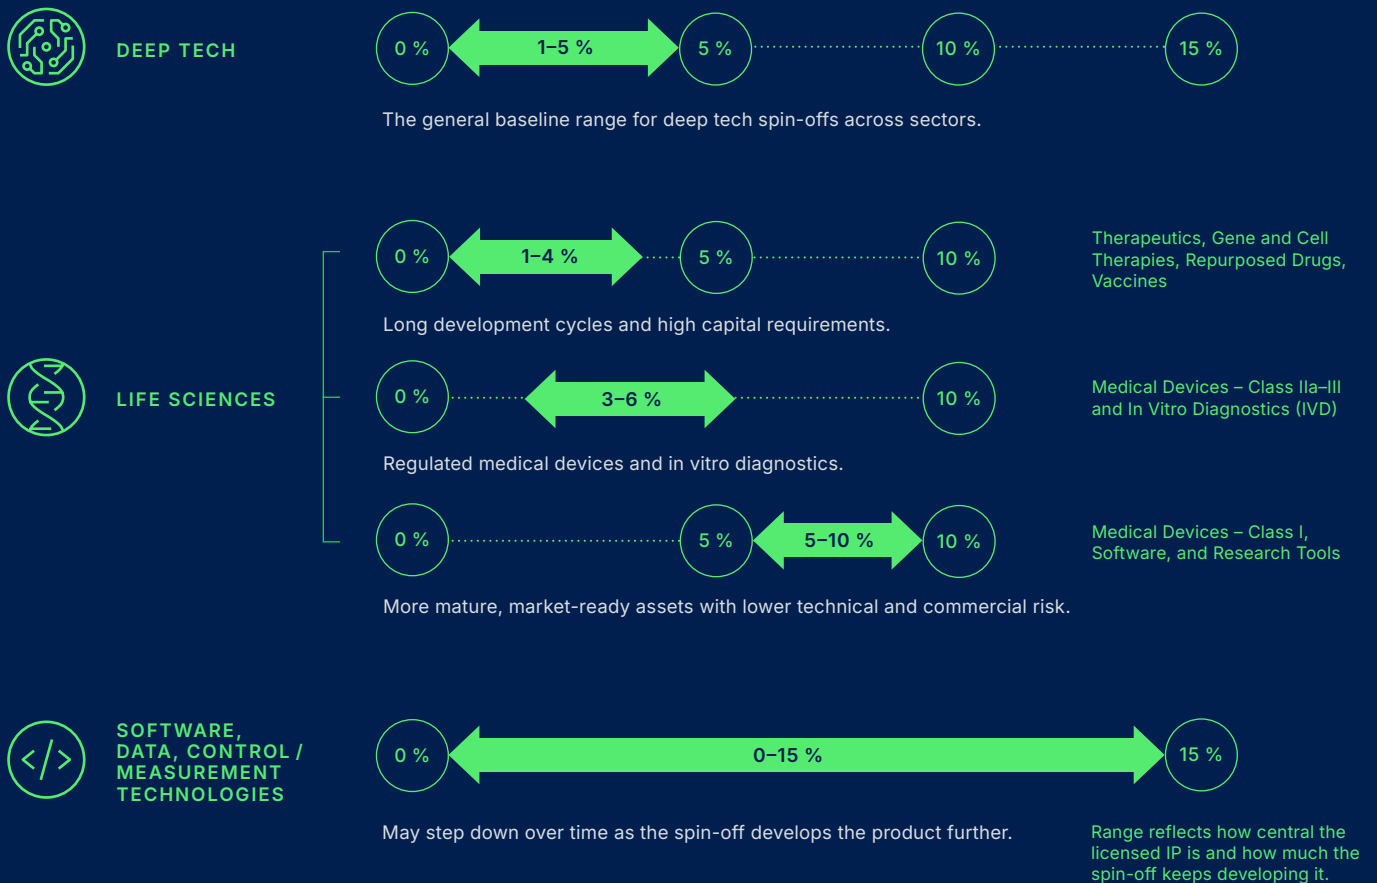 DEEP TECH
0 %
1–5 %
5 %
10 %
15 %
The general baseline range for deep tech spin-offs across sectors.
LIFE SCIENCES
0 %
1–4 %
5 %
10 %
Therapeutics, Gene and Cell
Therapies, Repurposed Drugs,
Vaccines
Long development cycles and high capital requirements.
0 %
3–6 %
10 %
Medical Devices – Class IIa–III
and In Vitro Diagnostics (IVD)
Regulated medical devices and in vitro diagnostics.
0 %
5 %
5–10 %
10 %
Medical Devices – Class I,
Software, and Research Tools
More mature, market-ready assets with lower technical and commercial risk.
SOFTWARE,
DATA, CONTROL /
MEASUREMENT
TECHNOLOGIES
0 %
0–15 %
15 %
May step down over time as the spin-off develops the product further.
Range reflects how central the
licensed IP is and how much the
spin-off keeps developing it.